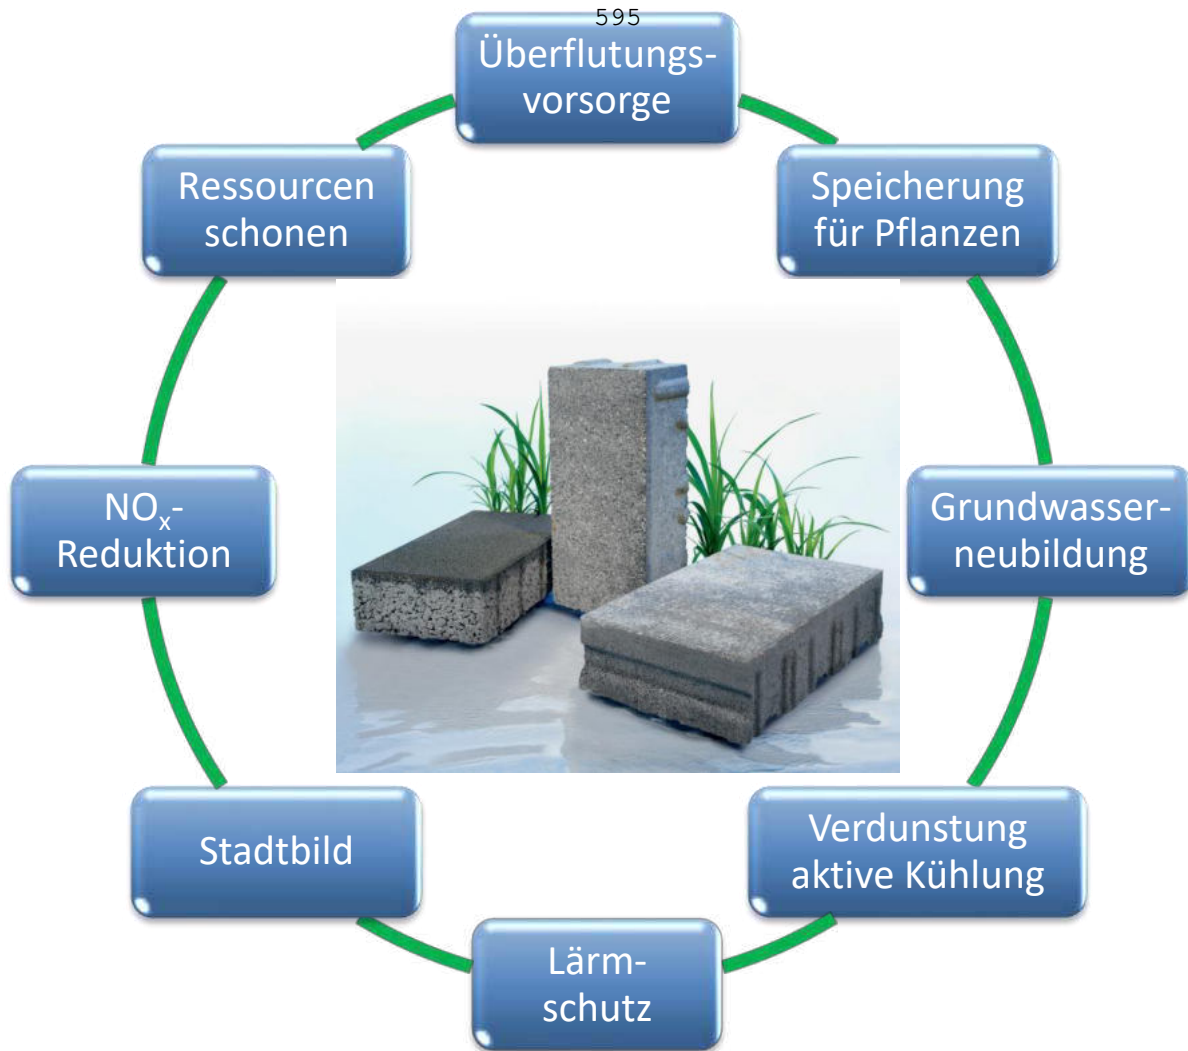 595
Überflutungs-
vorsorge
Ressourcen
schonen
Speicherung
für Pflanzen
NOₓ-
Reduktion
Grundwasser-
neubildung
Stadtbild
Verdunstung
aktive Kühlung
Lärm-
schutz